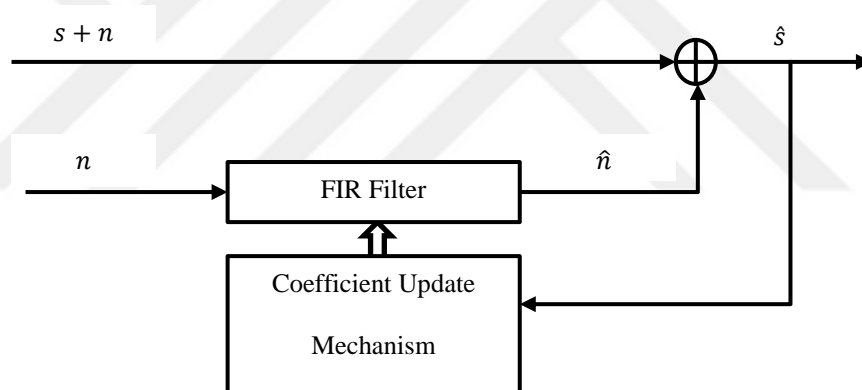 s + n
ŝ
n
n̂
FIR Filter
Coefficient Update
Mechanism